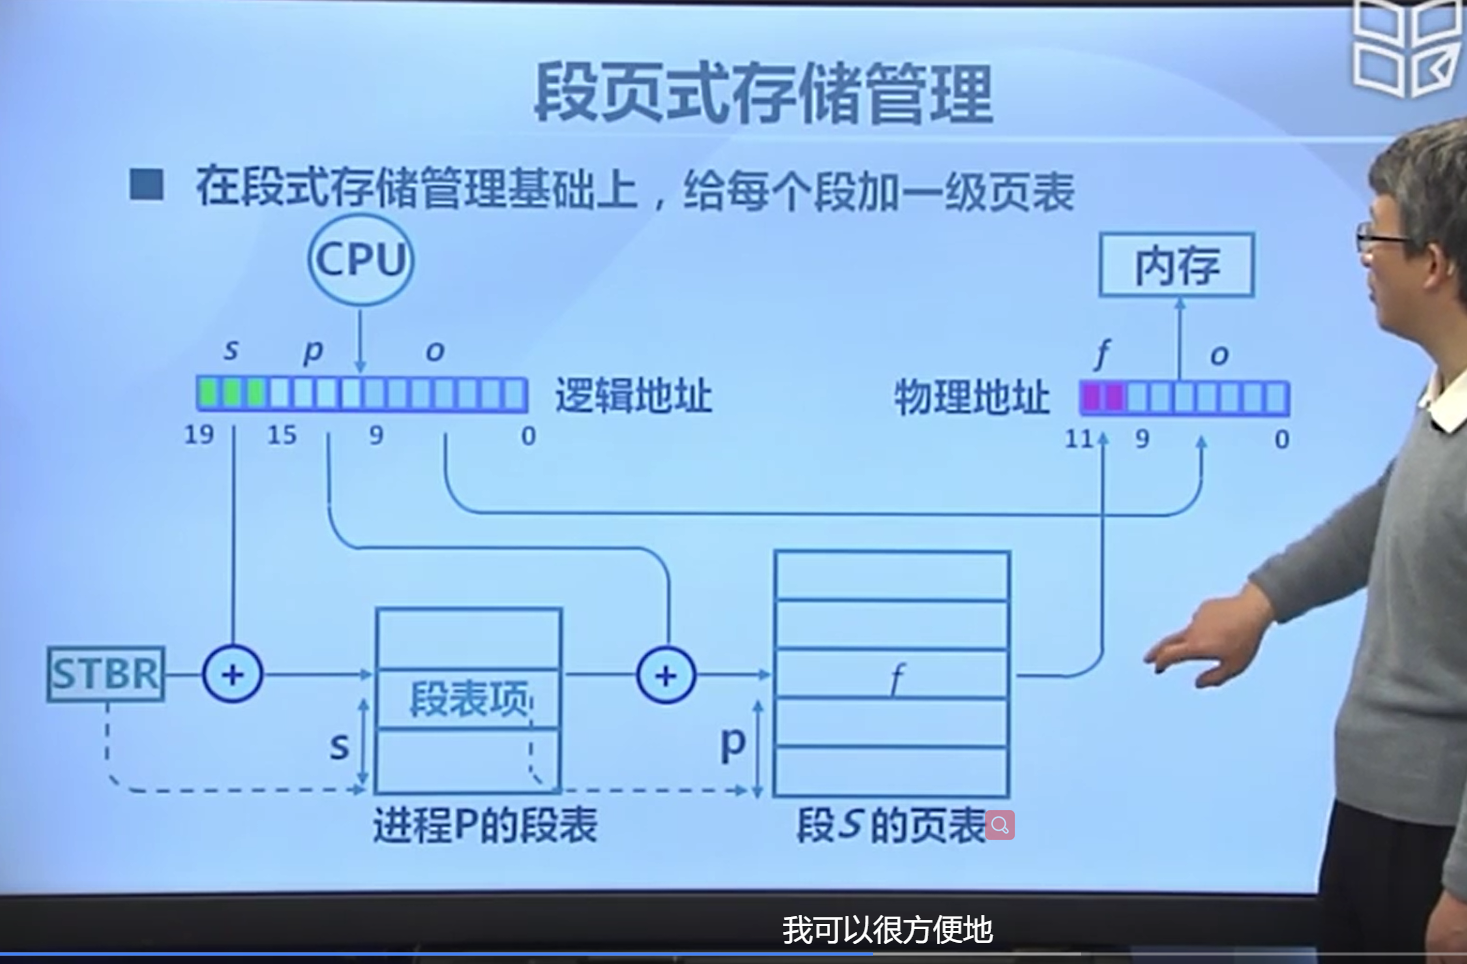 段页式存储管理
■ 在段式存储管理基础上，给每个段加一级页表
CPU
内存
s p o
f o
逻辑地址
物理地址
19 15 9 0
11 9 0
STBR
+
段表项
+
f
s
p
进程P的段表
段S的页表
我可以很方便地